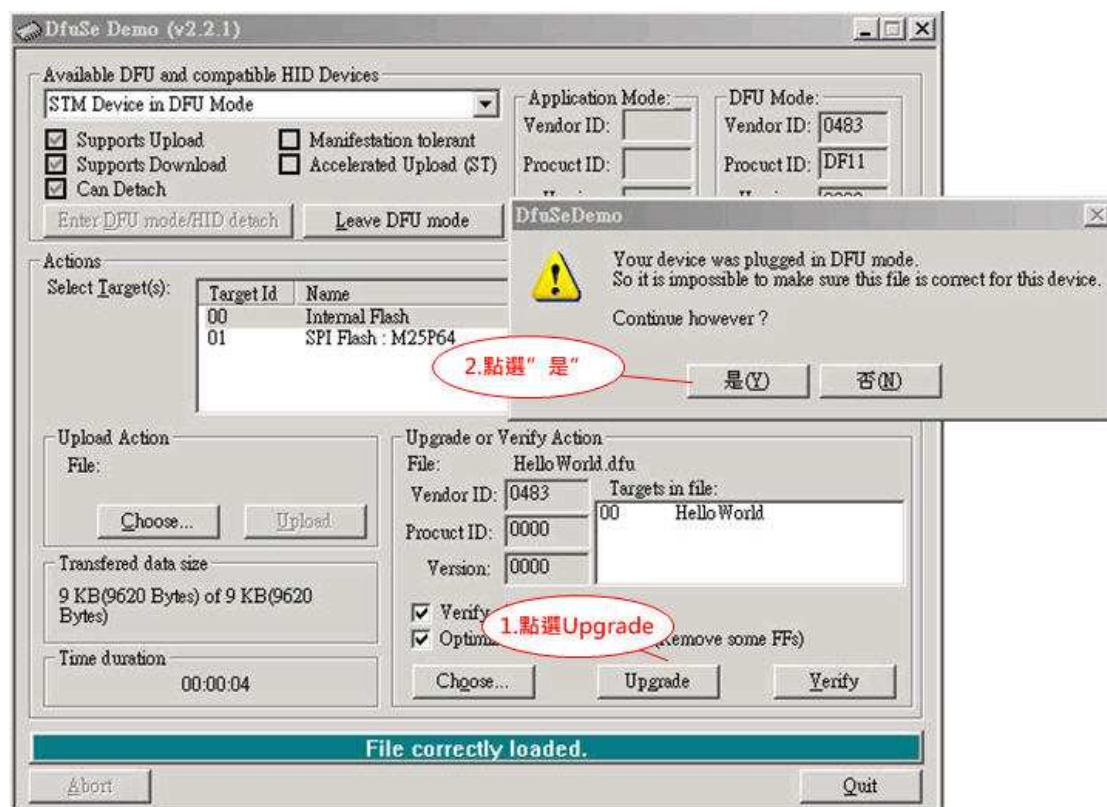 DfuSe Demo (v2.2.1)
Available DFU and compatible HID Devices
STM Device in DFU Mode
Supports Upload
Manifestation tolerant
Supports Download
Accelerated Upload (ST)
Can Detach
Enter DFU mode/HID detach
Leave DFU mode
Application Mode:
Vendor ID:
Procuct ID:
DFU Mode:
Vendor ID: 0483
Procuct ID: DF11
DfuSeDemo
Your device was plugged in DFU mode.
So it is impossible to make sure this file is correct for this device.
Continue however ?
是(Y)
否(N)
2.點選”是”
Actions
Select Target(s):
Target Id Name
00 Internal Flash
01 SPI Flash : M25P64
Upload Action
File:
Choose...
Upload
Transfered data size
9 KB(9620 Bytes) of 9 KB(9620
Bytes)
Time duration
00:00:04
Upgrade or Verify Action
File: HelloWorld.dfu
Vendor ID: 0483
Procuct ID: 0000
Version: 0000
Targets in file:
00 HelloWorld
Verify
1.點選Upgrade
(Remove some FFs)
Choose...
Upgrade
Verify
File correctly loaded.
Abort
Quit